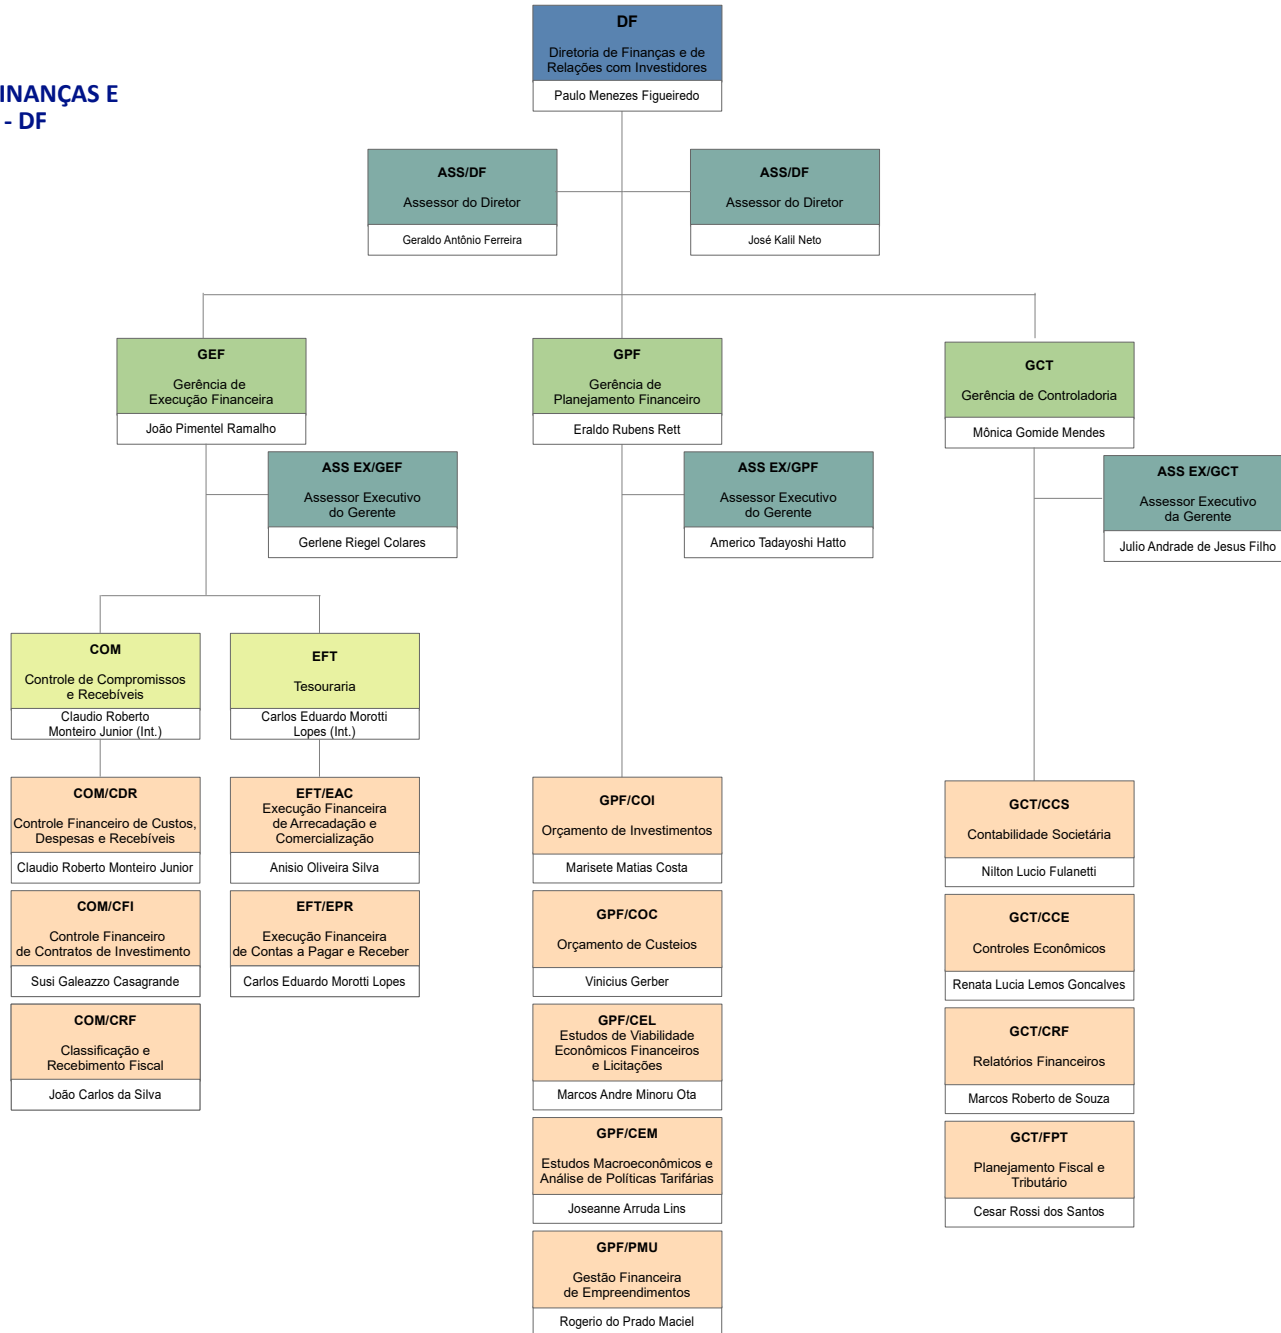 INANÇAS E
- DF
DF
Diretoria de Finanças e de
Relações com Investidores
Paulo Menezes Figueiredo
ASS/DF
Assessor do Diretor
Geraldo Antônio Ferreira
ASS/DF
Assessor do Diretor
José Kalil Neto
GEF
Gerência de
Execução Financeira
João Pimentel Ramalho
GPF
Gerência de
Planejamento Financeiro
Eraldo Rubens Rett
GCT
Gerência de Controladoria
Mônica Gomide Mendes
ASS EX/GEF
Assessor Executivo
do Gerente
Gerlene Riegel Colares
ASS EX/GPF
Assessor Executivo
do Gerente
Americo Tadayoshi Hatto
ASS EX/GCT
Assessor Executivo
da Gerente
Julio Andrade de Jesus Filho
COM
Controle de Compromissos
e Recebíveis
Claudio Roberto
Monteiro Junior (Int.)
EFT
Tesouraria
Carlos Eduardo Morotti
Lopes (Int.)
COM/CDR
Controle Financeiro de Custos,
Despesas e Recebíveis
Claudio Roberto Monteiro Junior
COM/CFI
Controle Financeiro
de Contratos de Investimento
Susi Galeazzo Casagrande
COM/CRF
Classificação e
Recebimento Fiscal
João Carlos da Silva
EFT/EAC
Execução Financeira
de Arrecadação e
Comercialização
Anisio Oliveira Silva
EFT/EPR
Execução Financeira
de Contas a Pagar e Receber
Carlos Eduardo Morotti Lopes
GPF/COI
Orçamento de Investimentos
Marisete Matias Costa
GPF/COC
Orçamento de Custeios
Vinicius Gerber
GPF/CEL
Estudos de Viabilidade
Econômicos Financeiros
e Licitações
Marcos Andre Minoru Ota
GPF/CEM
Estudos Macroeconômicos e
Análise de Políticas Tarifárias
Joseanne Arruda Lins
GPF/PMU
Gestão Financeira
de Empreendimentos
Rogerio do Prado Maciel
GCT/CCS
Contabilidade Societária
Nilton Lucio Fulanetti
GCT/CCE
Controles Econômicos
Renata Lucia Lemos Goncalves
GCT/CRF
Relatórios Financeiros
Marcos Roberto de Souza
GCT/FPT
Planejamento Fiscal e
Tributário
Cesar Rossi dos Santos